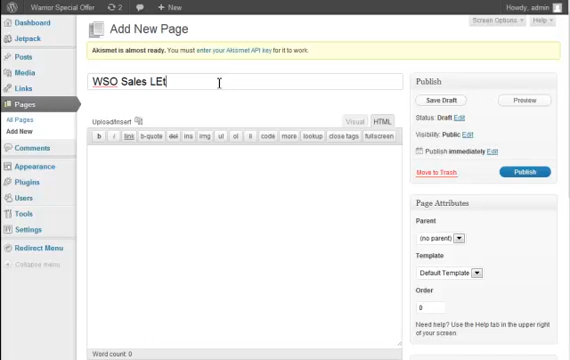 Warrior Special Offer 2 0 + New Howdy, admin
Screen Options Help
Dashboard
Jetpack
Posts
Media
Links
Pages
All Pages
Add New
Comments
Appearance
Plugins
Users
Tools
Settings
Redirect Menu
Collapse menu
Add New Page
Akismet is almost ready. You must enter your Akismet API key for it to work.
WSO Sales LEt
Upload/Insert
Visual HTML
b i link b-quote del ins img ul ol li code more lookup close tags fullscreen
Word count: 0
Publish
Save Draft Preview
Status: Draft Edit
Visibility: Public Edit
Publish immediately Edit
Move to Trash Publish
Page Attributes
Parent
(no parent)
Template
Default Template
Order
0
Need help? Use the Help tab in the upper right
of your screen.